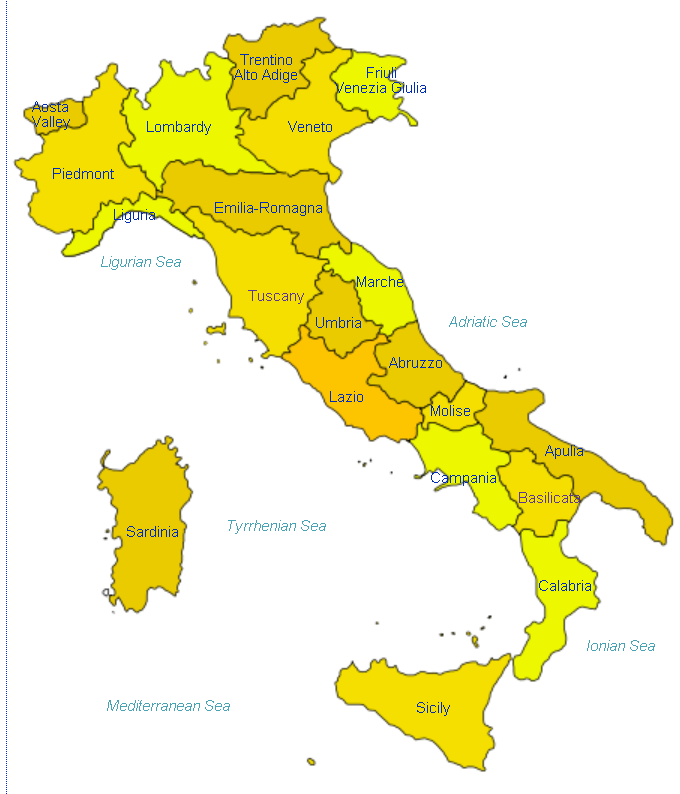 Trentino
Alto Adige
Friuli
Venezia Giulia
Aosta
Valley
Lombardy
Veneto
Piedmont
Emilia-Romagna
Liguria
Ligurian Sea
Marche
Tuscany
Umbria
Adriatic Sea
Abruzzo
Lazio
Molise
Apulia
Campania
Basilicata
Sardinia
Tyrrhenian Sea
Calabria
Ionian Sea
Mediterranean Sea
Sicily